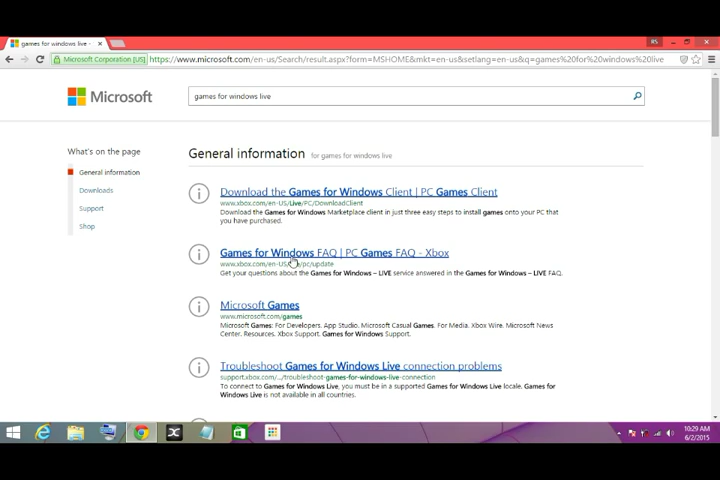 games for windows live -
RS
Microsoft Corporation [US]
https://www.microsoft.com/en-us/Search/result.aspx?form=MSHOME&mkt=en-us&setlang=en-us&q=games%20for%20windows%20live
Microsoft
games for windows live
What's on the page
General information
Downloads
Support
Shop
General information for games for windows live
Download the Games for Windows Client | PC Games Client
www.xbox.com/en-US/Live/PC/DownloadClient
Download the Games for Windows Marketplace client in just three easy steps to install games onto your PC that
you have purchased.
Games for Windows FAQ | PC Games FAQ - Xbox
www.xbox.com/en-US/ /pc/update
Get your questions about the Games for Windows – LIVE service answered in the Games for Windows – LIVE FAQ.
Microsoft Games
www.microsoft.com/games
Microsoft Games: For Developers. App Studio. Microsoft Casual Games. For Media. Xbox Wire. Microsoft News
Center. Resources. Xbox Support. Games for Windows Support.
Troubleshoot Games for Windows Live connection problems
support.xbox.com/.../troubleshoot-games-for-windows-live-connection
To connect to Games for Windows Live, you must be in a supported Games for Windows Live locale. Games for
Windows Live is not available in all countries.
10:29 AM
6/2/2015